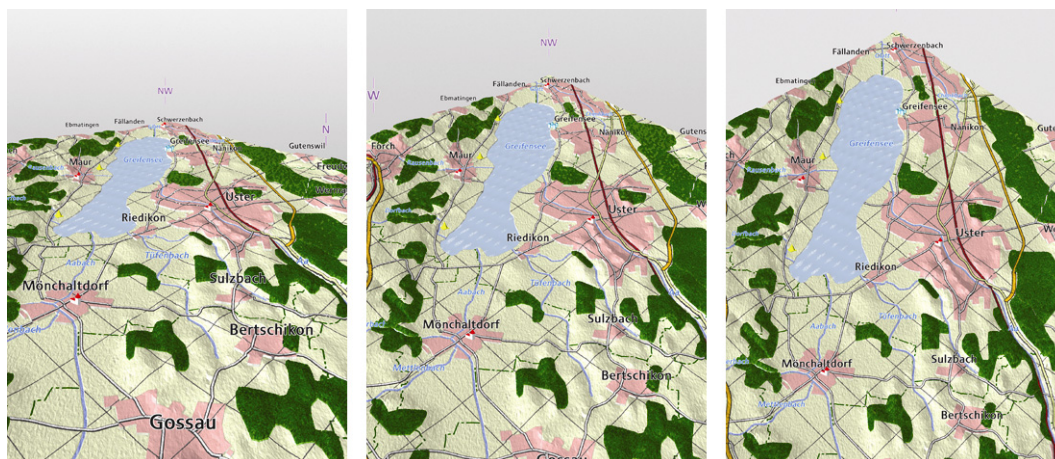 NW
N
Ebmatingen
Fällanden
Schwerzenbach
Greifensee
Greifensee
Nänikon
Gutenswil
Maur
Uster
Riedikon
Aabach
Tüfenbach
Mönchaltdorf
Sulzbach
Bertschikon
Gossau
NW
W
Fällanden
Schwerzenbach
Ebmatingen
Greifensee
Nänikon
Gutens
Forch
Maur
Greifensee
Uster
Riedikon
Aabach
Tüfenbach
Mönchaltdorf
Sulzbach
Bertschikon
Gossau
Fällanden
Schwerzenbach
Ebmatingen
Greifensee
Nänikon
Greifensee
Maur
Uster
Riedikon
Aabach
Tüfenbach
Mönchaltdorf
Sulzbach
Bertschikon